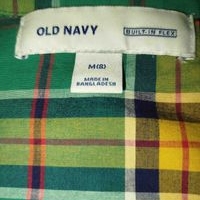 OLD NAVY
BUILT-IN FLEX
M(8)
MADE IN
BANGLADESH